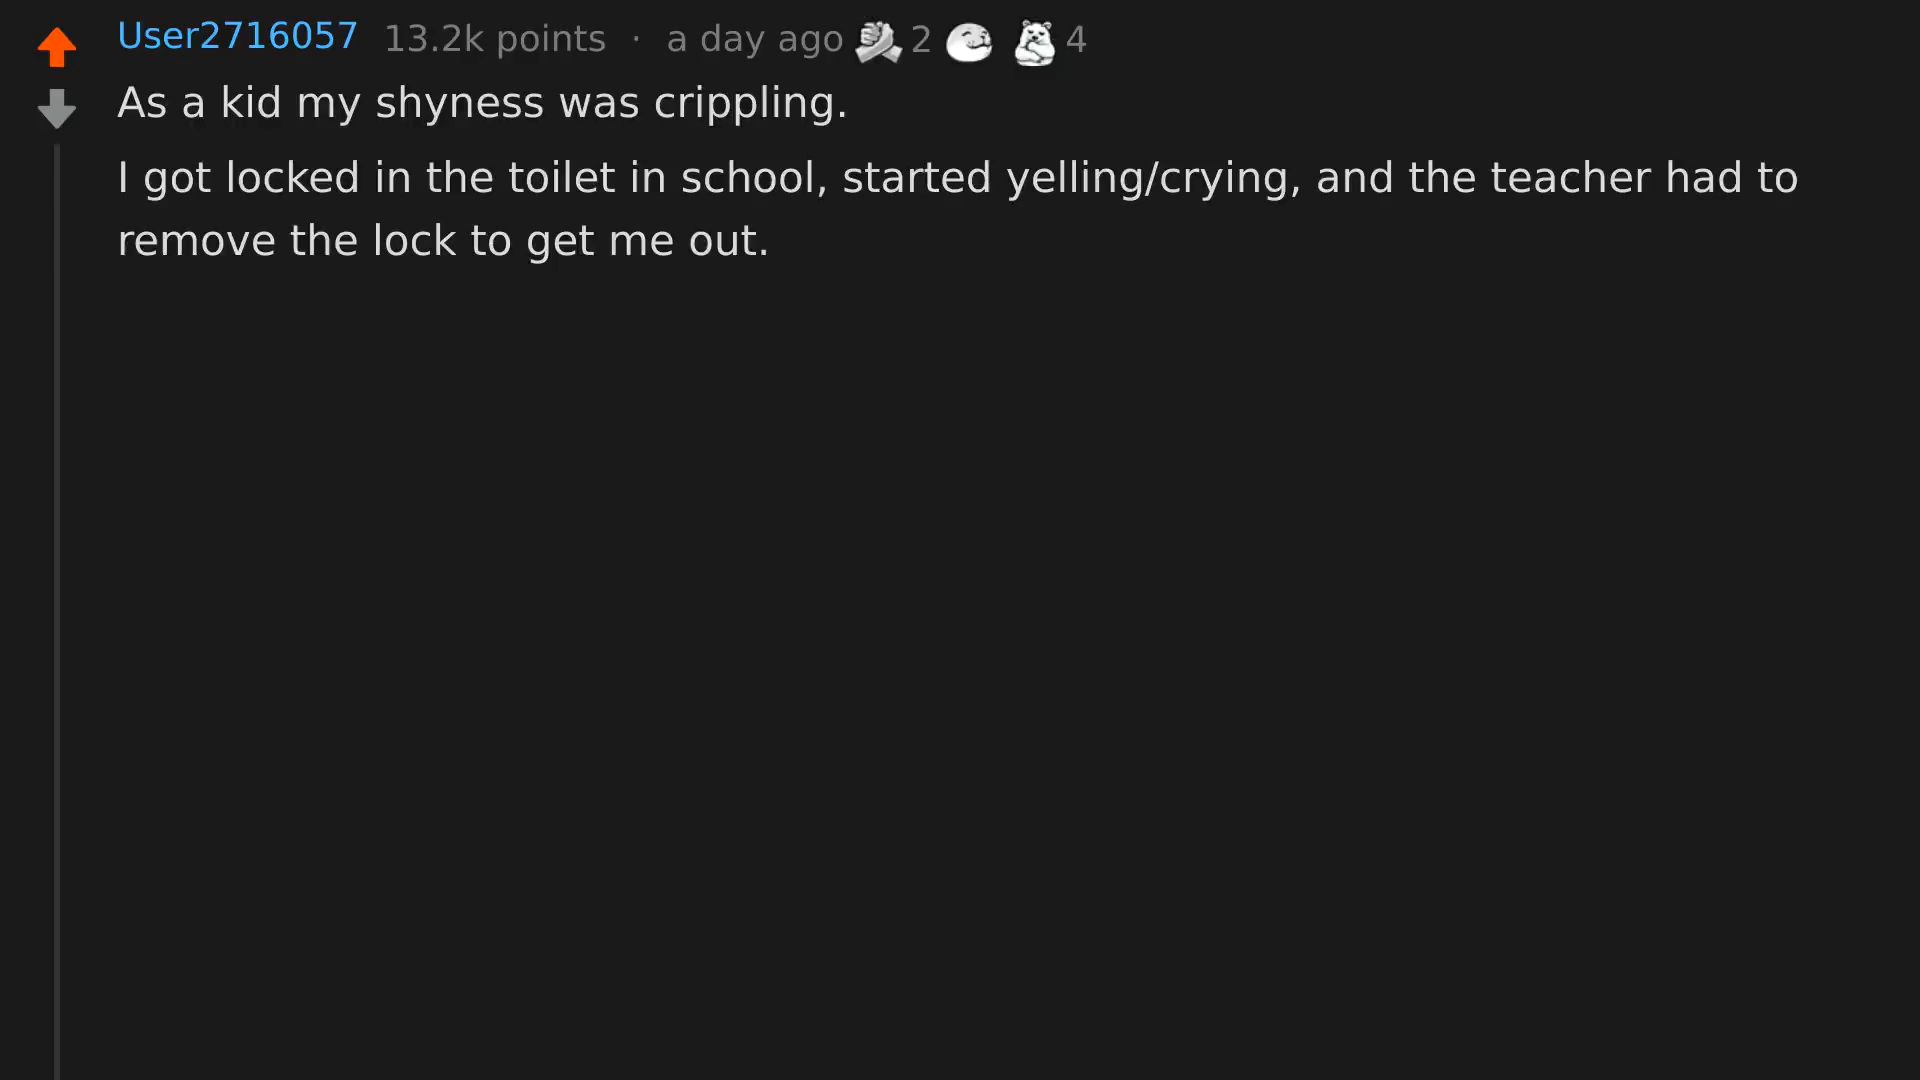 User2716057 13.2k points · a day ago 2 4
As a kid my shyness was crippling.
I got locked in the toilet in school, started yelling/crying, and the teacher had to
remove the lock to get me out.